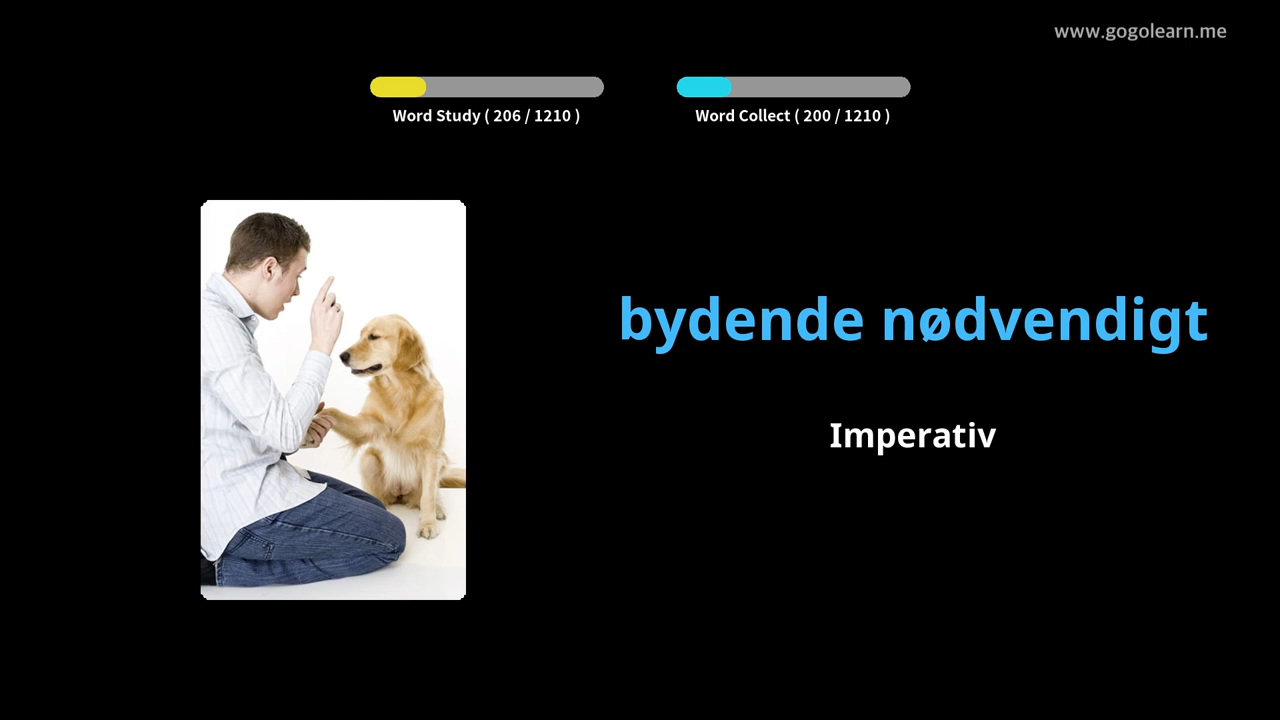 www.gogolearn.me
Word Study ( 206 / 1210 )
Word Collect ( 200 / 1210 )
bydende nødvendigt
Imperativ